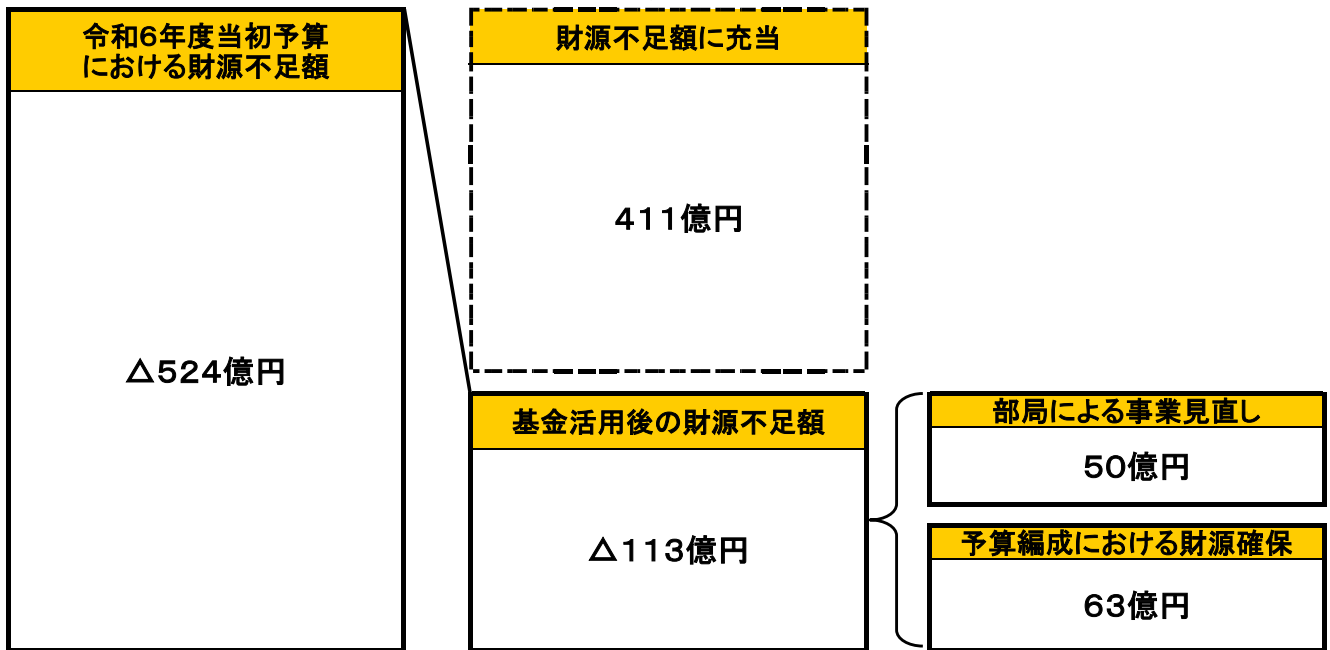 令和6年度当初予算
における財源不足額
△524億円
財源不足額に充当
411億円
基金活用後の財源不足額
△113億円
部局による事業見直し
50億円
予算編成における財源確保
63億円